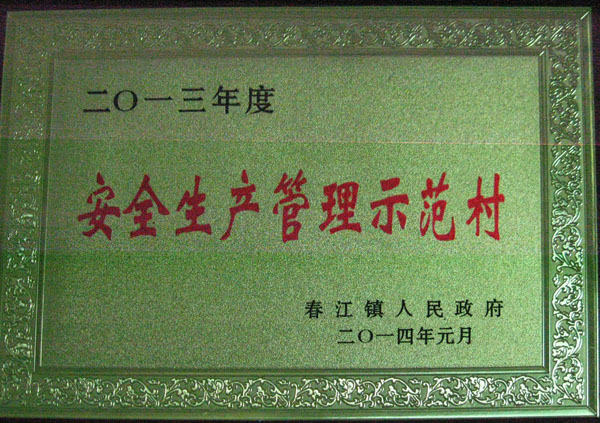 二〇一三年度
安全生产管理示范村
春江镇人民政府
二〇一四年元月